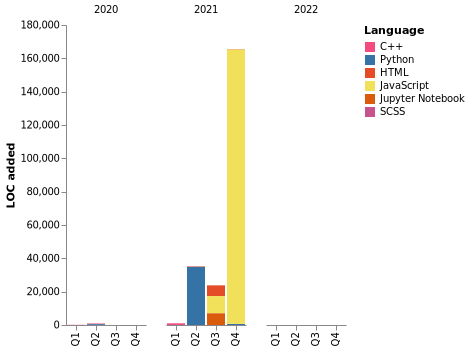 2020 2021 2022
Language
C++
Python
HTML
JavaScript
Jupyter Notebook
SCSS
LOC added
180,000
160,000
140,000
120,000
100,000
80,000
60,000
40,000
20,000
0
Q1 Q2 Q3 Q4 Q1 Q2 Q3 Q4 Q1 Q2 Q3 Q4